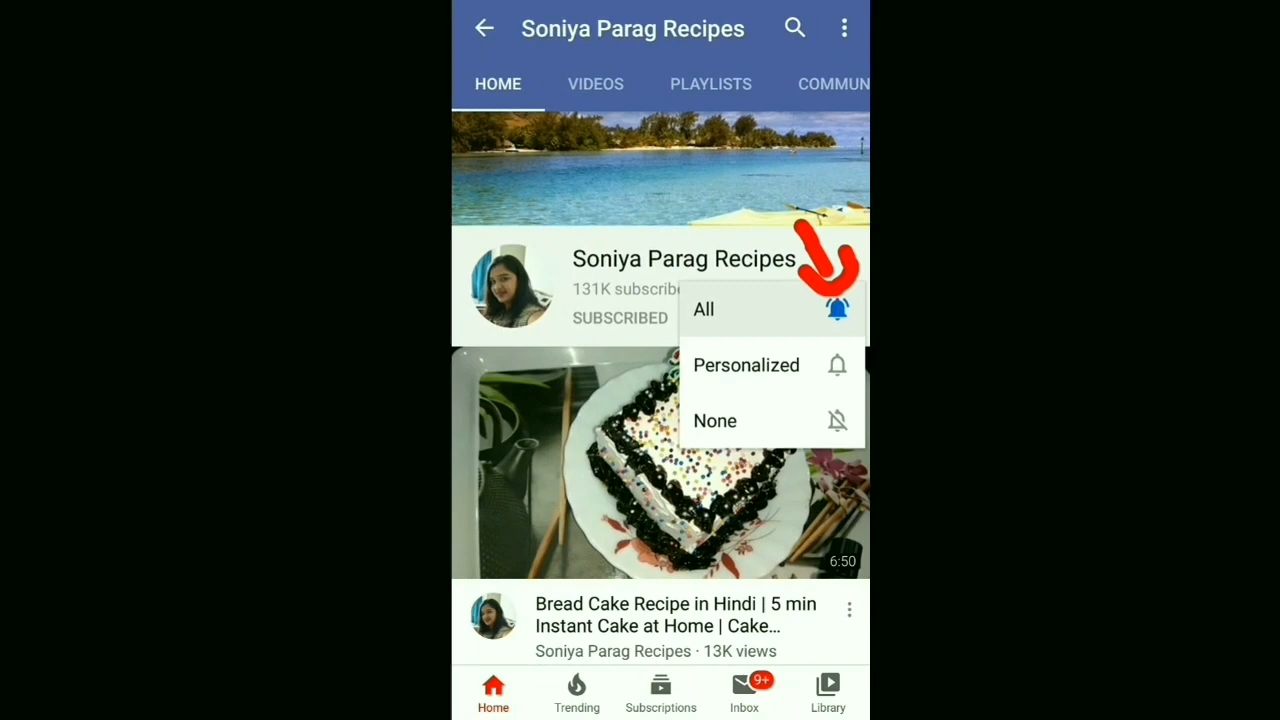 Soniya Parag Recipes
HOME VIDEOS PLAYLISTS COMMUN
Soniya Parag Recipes
131K subscribe
SUBSCRIBED
All
Personalized
None
6:50
Bread Cake Recipe in Hindi | 5 min
Instant Cake at Home | Cake...
Soniya Parag Recipes · 13K views
9+
Home Trending Subscriptions Inbox Library